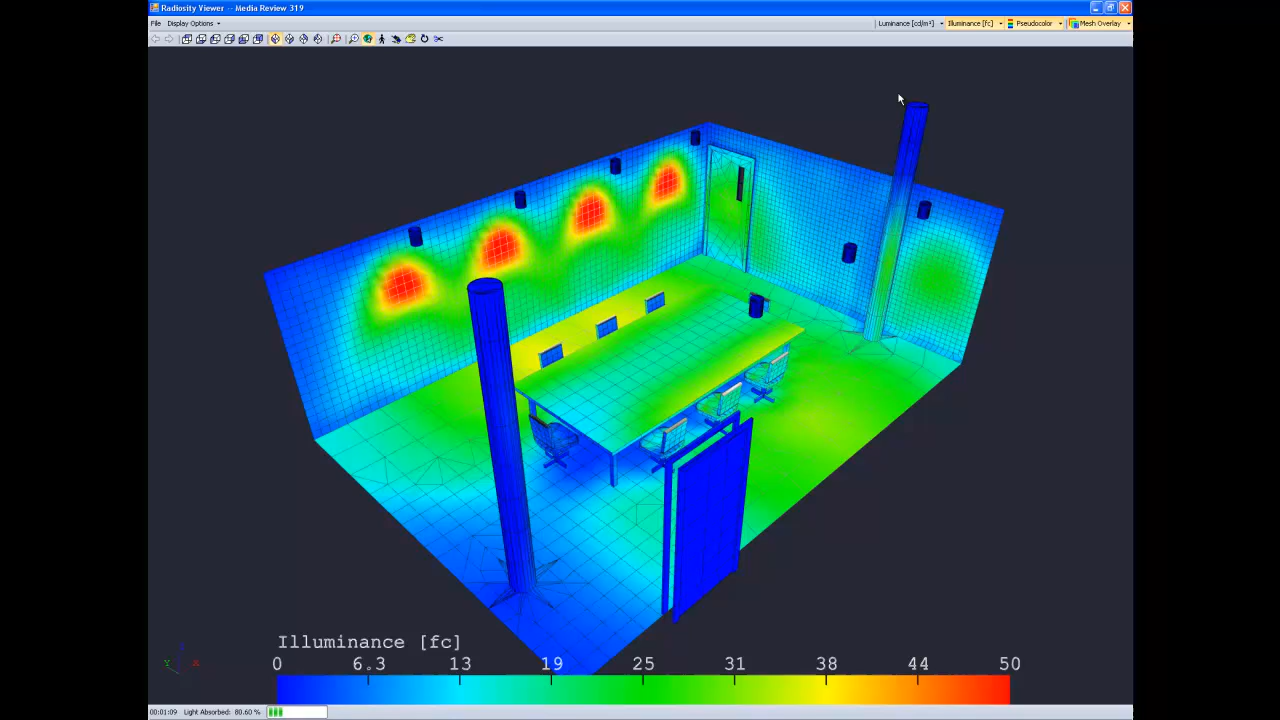 Radiosity Viewer -- Media Review 319
File Display Options Luminance [cd/m²] Illuminance [fc] Pseudocolor Mesh Overlay
Illuminance [fc]
0 6.3 13 19 25 31 38 44 50
Y X
00:01:09 Light Absorbed: 80.60 %